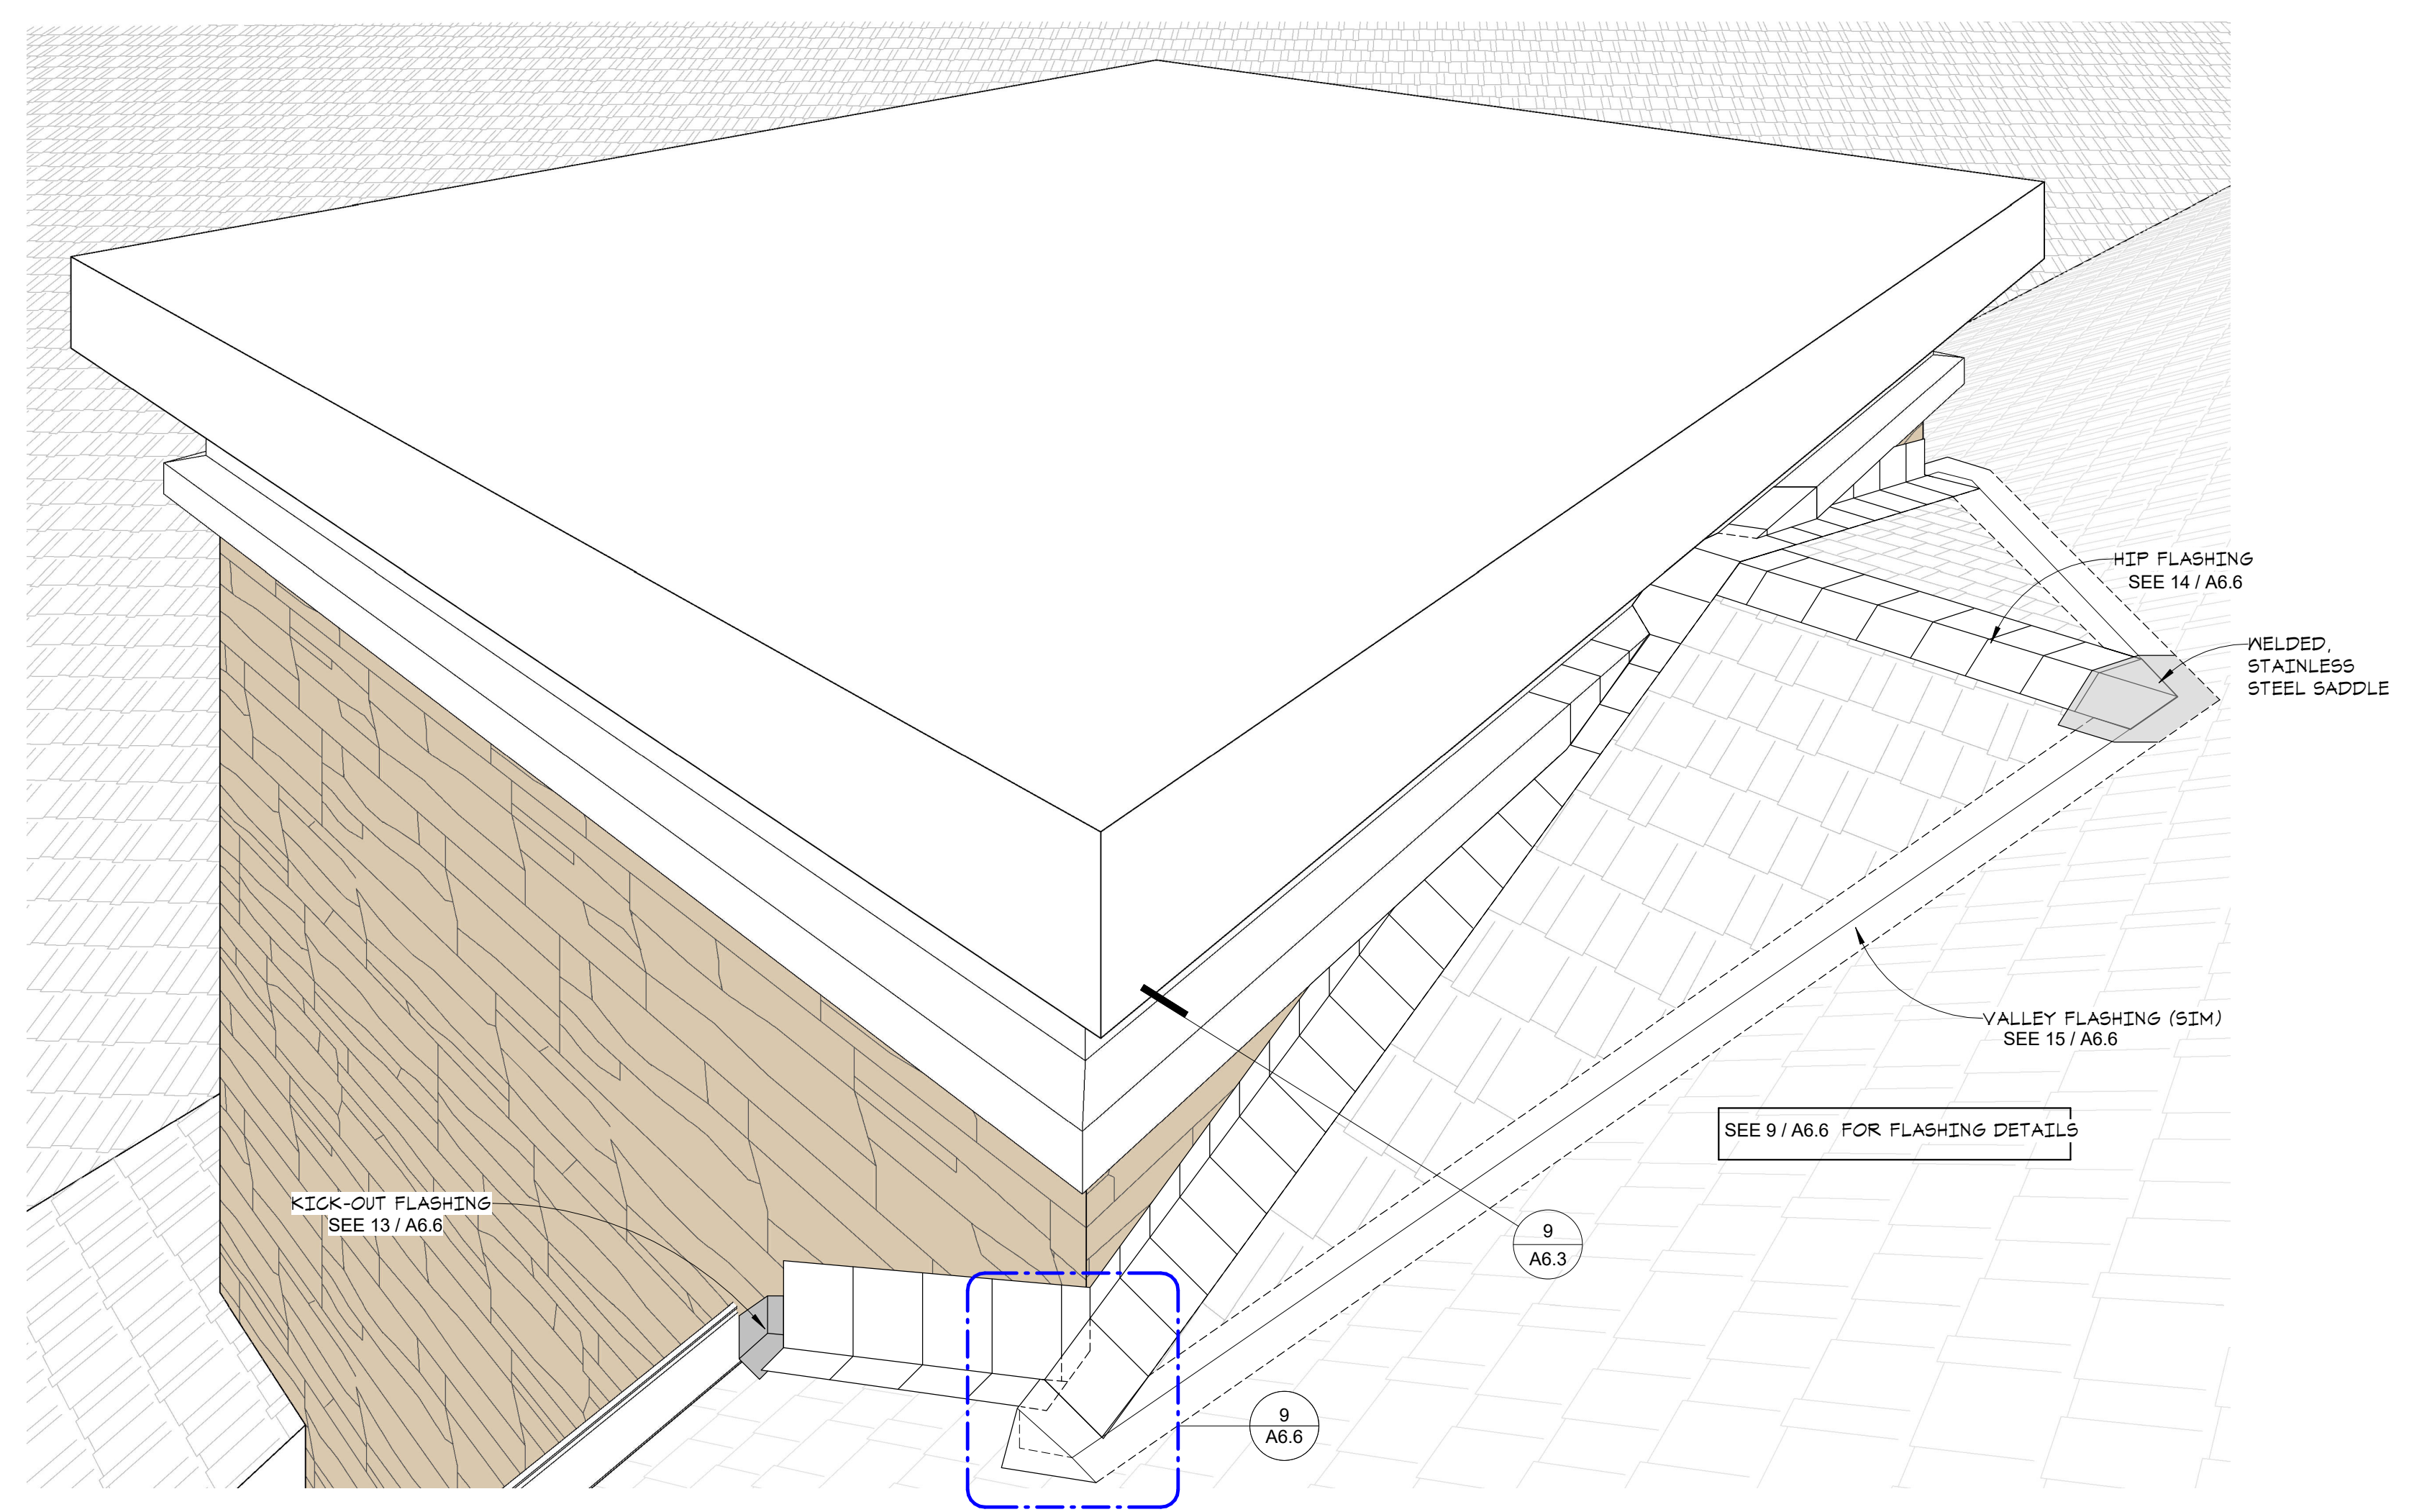 HIP FLASHING
SEE 14 / A6.6
WELDED,
STAINLESS
STEEL SADDLE
VALLEY FLASHING (SIM)
SEE 15 / A6.6
SEE 9 / A6.6 FOR FLASHING DETAILS
KICK-OUT FLASHING
SEE 13 / A6.6
9
A6.3
9
A6.6